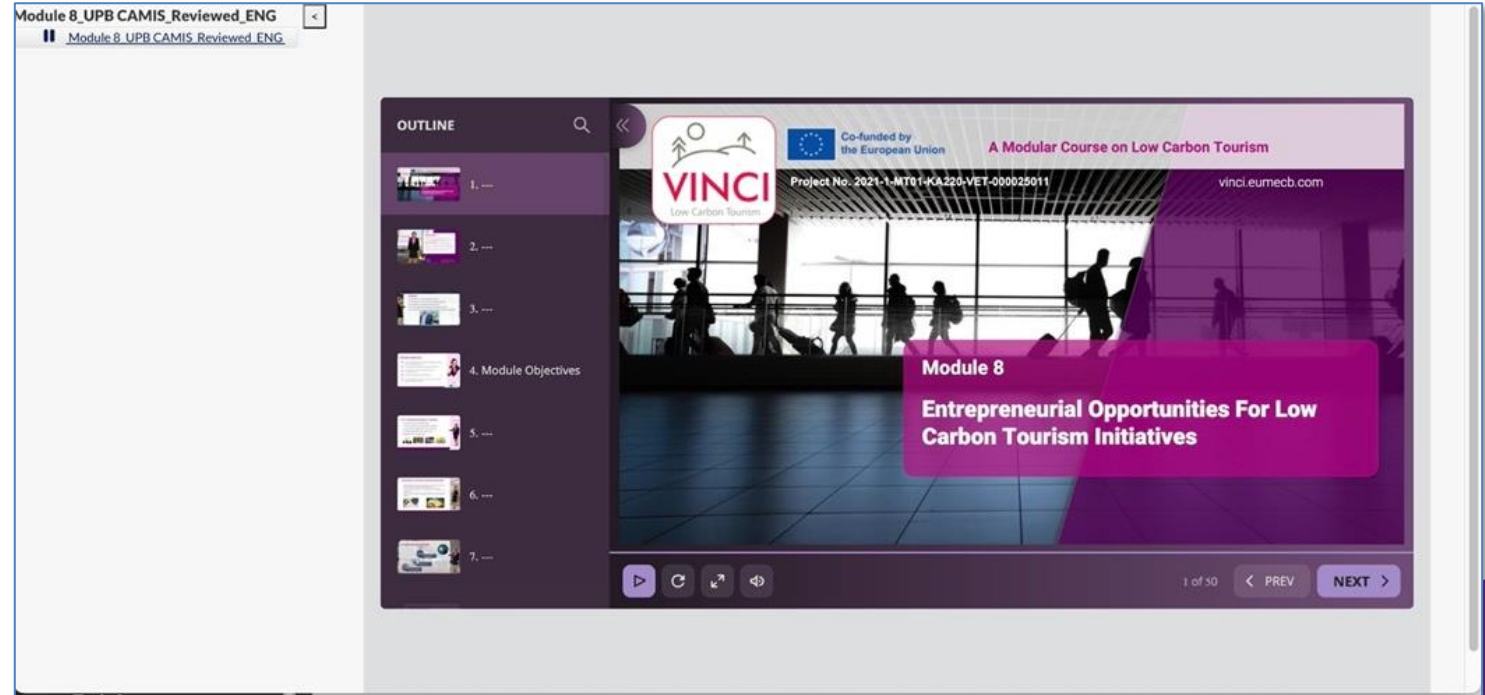 Module 8_UPB CAMIS_Reviewed_ENG
<
Module 8_UPB CAMIS_Reviewed_ENG
OUTLINE
1. ---
2. ---
3. ---
4. Module Objectives
5. ---
6. ---
7. ---
VINCI
Low Carbon Tourism
Co-funded by
the European Union
A Modular Course on Low Carbon Tourism
Project No. 2021-1-MT01-KA220-VET-000025011
vinci.eumecb.com
Module 8
Entrepreneurial Opportunities For Low
Carbon Tourism Initiatives
1 of 50
< PREV
NEXT >